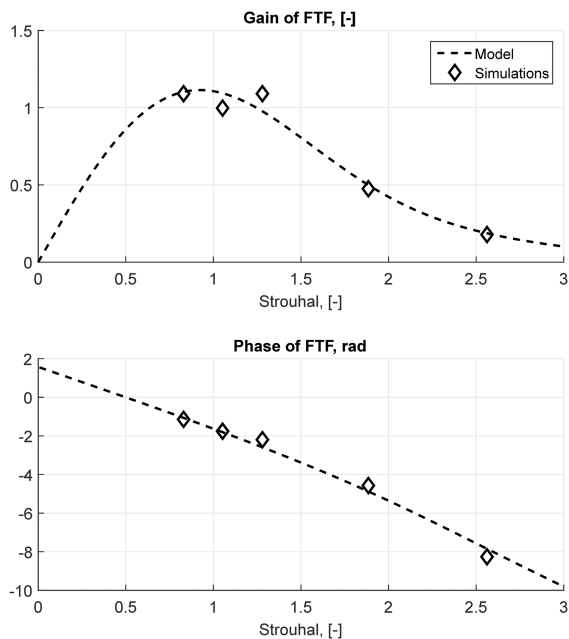 Gain of FTF, [-]
1.5
1
0.5
0
Model
Simulations
0 0.5 1 1.5 2 2.5 3
Strouhal, [-]
Phase of FTF, rad
2
0
-2
-4
-6
-8
-10
0 0.5 1 1.5 2 2.5 3
Strouhal, [-]